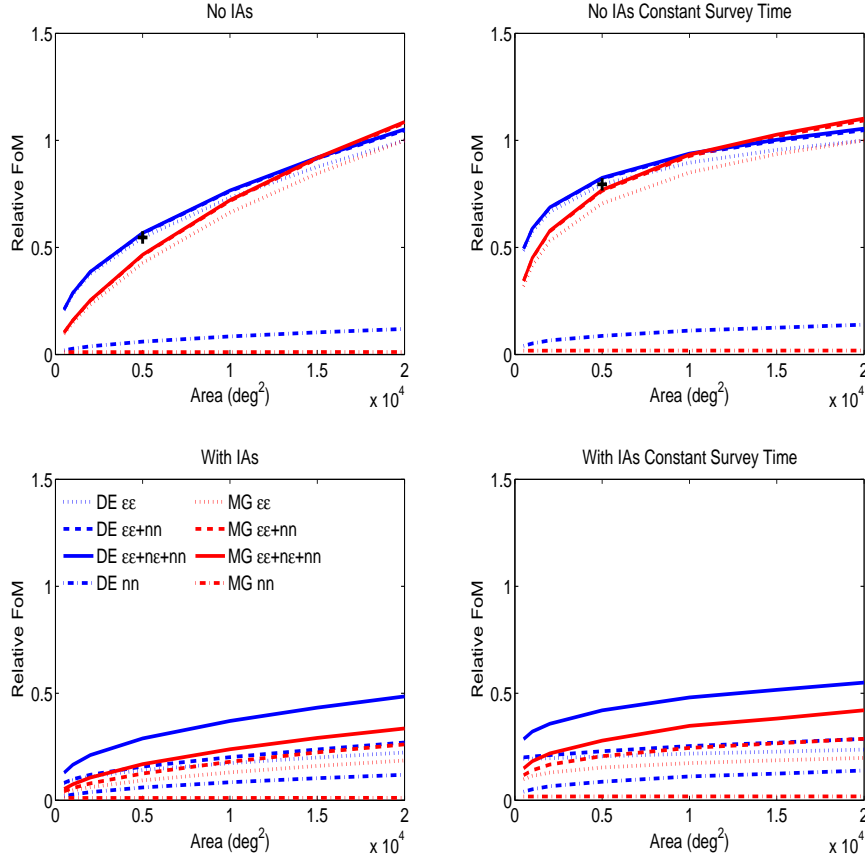 No IAs
1.5
1
0.5
0
Relative FoM
0 0.5 1 1.5 2
Area (deg²)
x 10⁴
No IAs Constant Survey Time
1.5
1
0.5
0
Relative FoM
0 0.5 1 1.5 2
Area (deg²)
x 10⁴
With IAs
1.5
1
0.5
0
Relative FoM
DE εε
DE εε+nn
DE εε+nε+nn
DE nn
MG εε
MG εε+nn
MG εε+nε+nn
MG nn
0 0.5 1 1.5 2
Area (deg²)
x 10⁴
With IAs Constant Survey Time
1.5
1
0.5
0
Relative FoM
0 0.5 1 1.5 2
Area (deg²)
x 10⁴